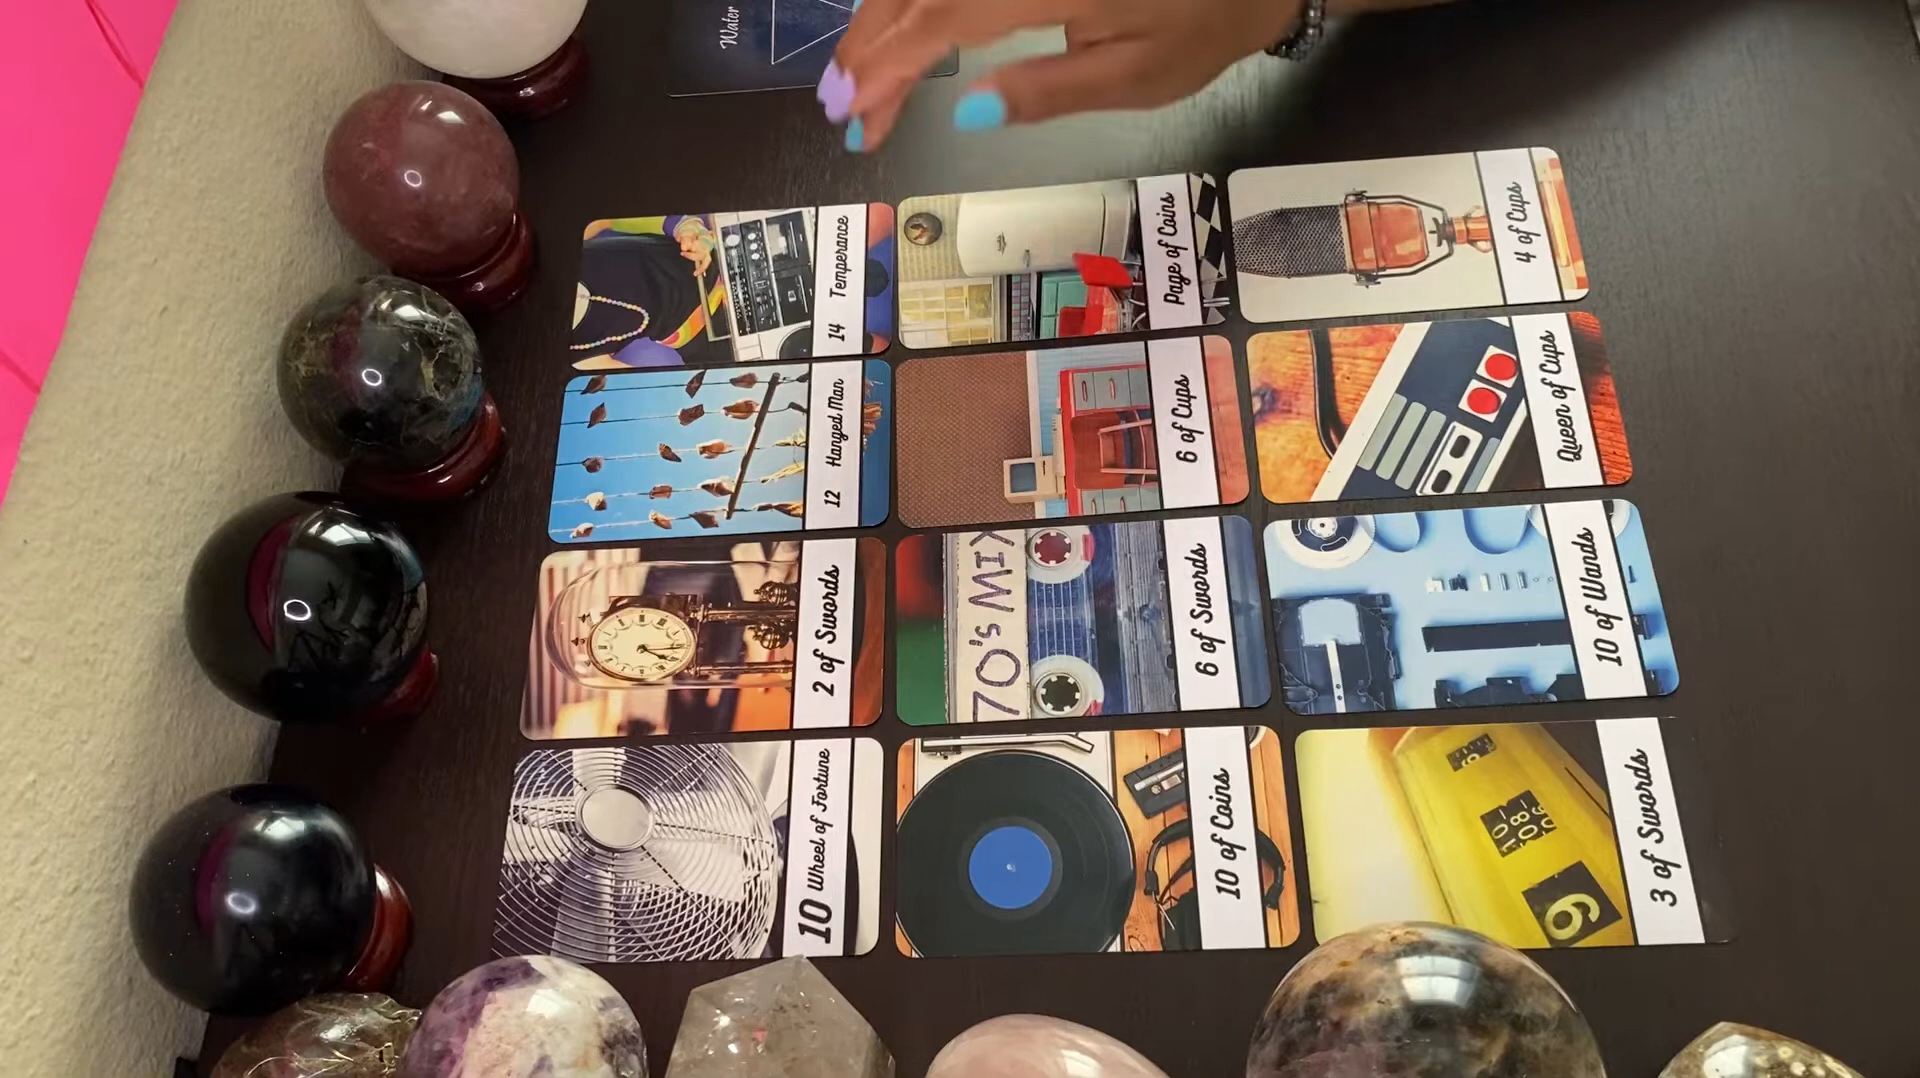 Water
14 Temperance
Page of Coins
4 of Cups
12 Hanged Man
6 of Cups
Queen of Cups
2 of Swords
70's MIX
6 of Swords
10 of Wands
10 Wheel of Fortune
10 of Coins
3 of Swords
6